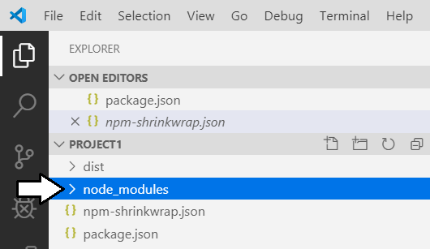 File Edit Selection View Go Debug Terminal Help
EXPLORER
OPEN EDITORS
{} package.json
{} npm-shrinkwrap.json
PROJECT1
dist
node_modules
{} npm-shrinkwrap.json
{} package.json